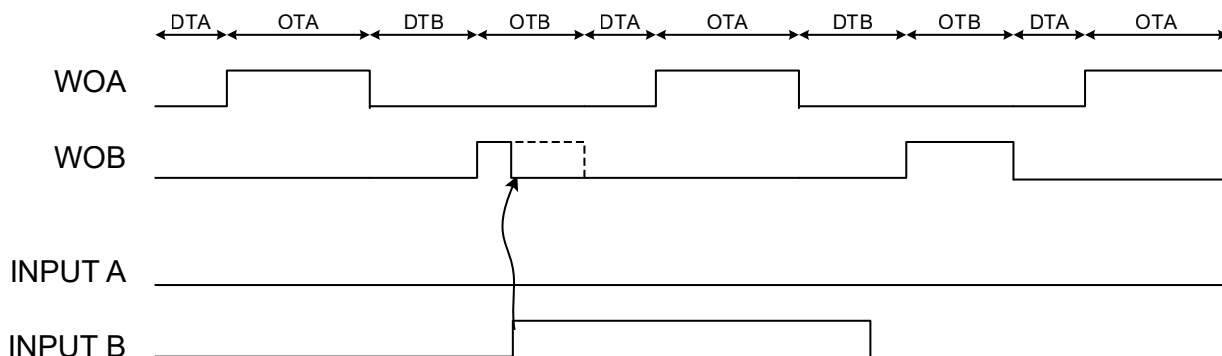 DTA OTA DTB OTB DTA OTA DTB OTB DTA OTA
WOA
WOB
INPUT A
INPUT B